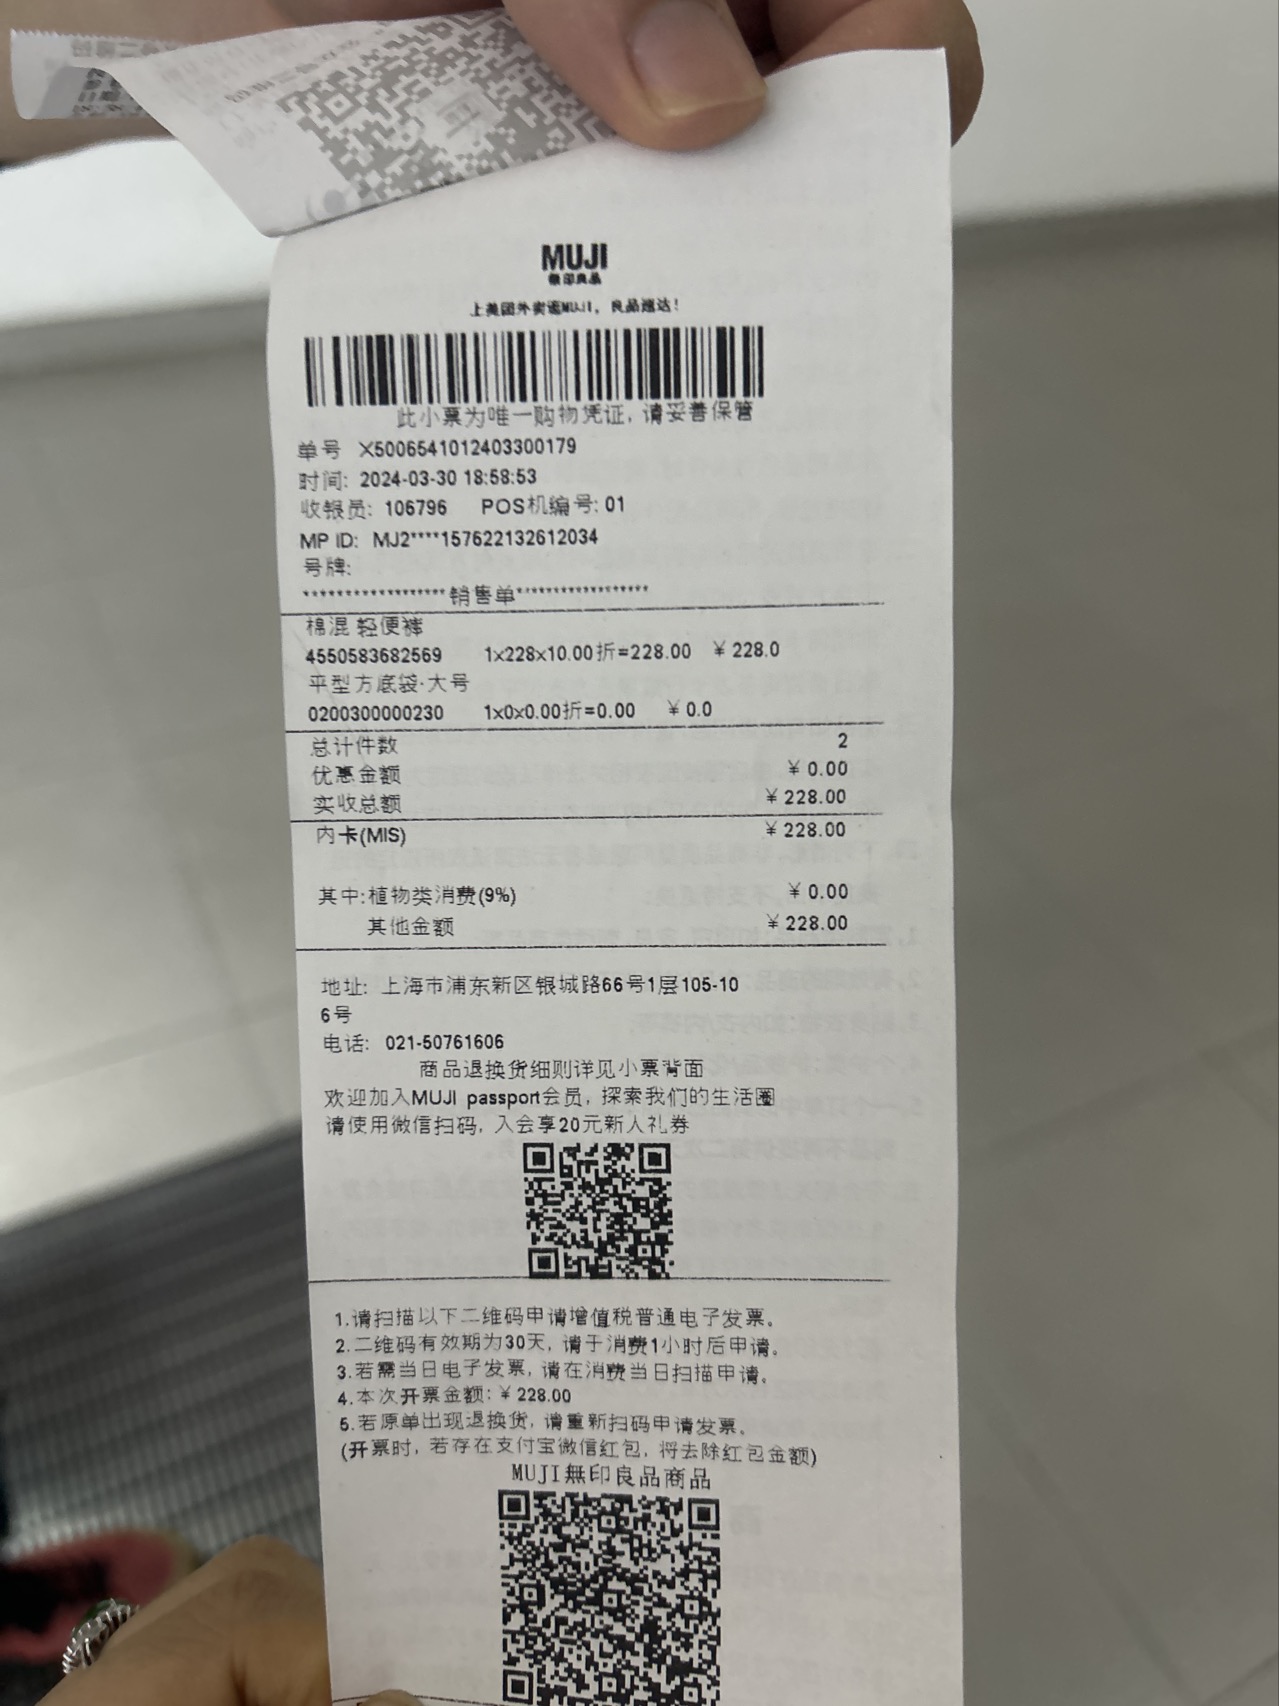 MUJI
無印良品
上美团外卖逛MUJI，良品速达！
此小票为唯一购物凭证，请妥善保管
单号 X5006541012403300179
时间: 2024-03-30 18:58:53
收银员: 106796 POS机编号: 01
MP ID: MJ2****157622132612034
号牌:
******************销售单*****************
棉混 轻便裤
4550583682569 1x228x10.00折=228.00 ￥228.0
平型方底袋·大号
0200300000230 1x0x0.00折=0.00 ￥0.0
总计件数 2
优惠金额 ￥0.00
实收总额 ￥228.00
内卡(MIS) ￥228.00
其中:植物类消费(9%) ￥0.00
其他金额 ￥228.00
地址: 上海市浦东新区银城路66号1层105-10
6号
电话: 021-50761606
商品退换货细则详见小票背面
欢迎加入MUJI passport会员, 探索我们的生活圈
请使用微信扫码, 入会享20元新人礼券
1.请扫描以下二维码申请增值税普通电子发票。
2.二维码有效期为30天, 请于消费1小时后申请。
3.若需当日电子发票, 请在消费当日扫描申请。
4.本次开票金额:￥228.00
5.若原单出现退换货, 请重新扫码申请发票。
(开票时, 若存在支付宝微信红包, 将去除红包金额)
MUJI無印良品商品